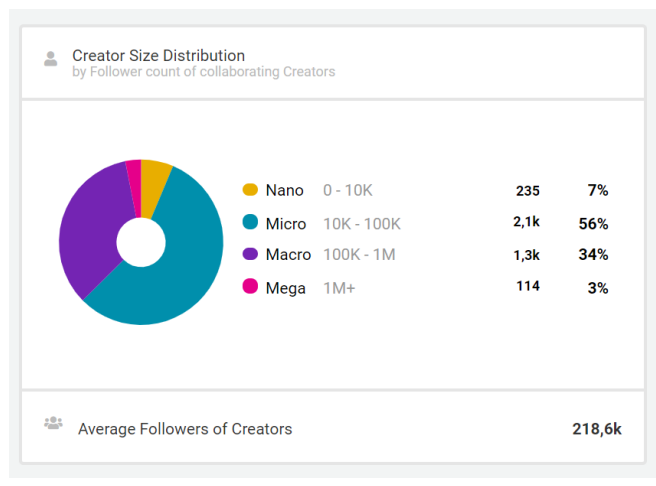 Creator Size Distribution
by Follower count of collaborating Creators
Nano 0 - 10K 235 7%
Micro 10K - 100K 2,1k 56%
Macro 100K - 1M 1,3k 34%
Mega 1M+ 114 3%
Average Followers of Creators 218,6k